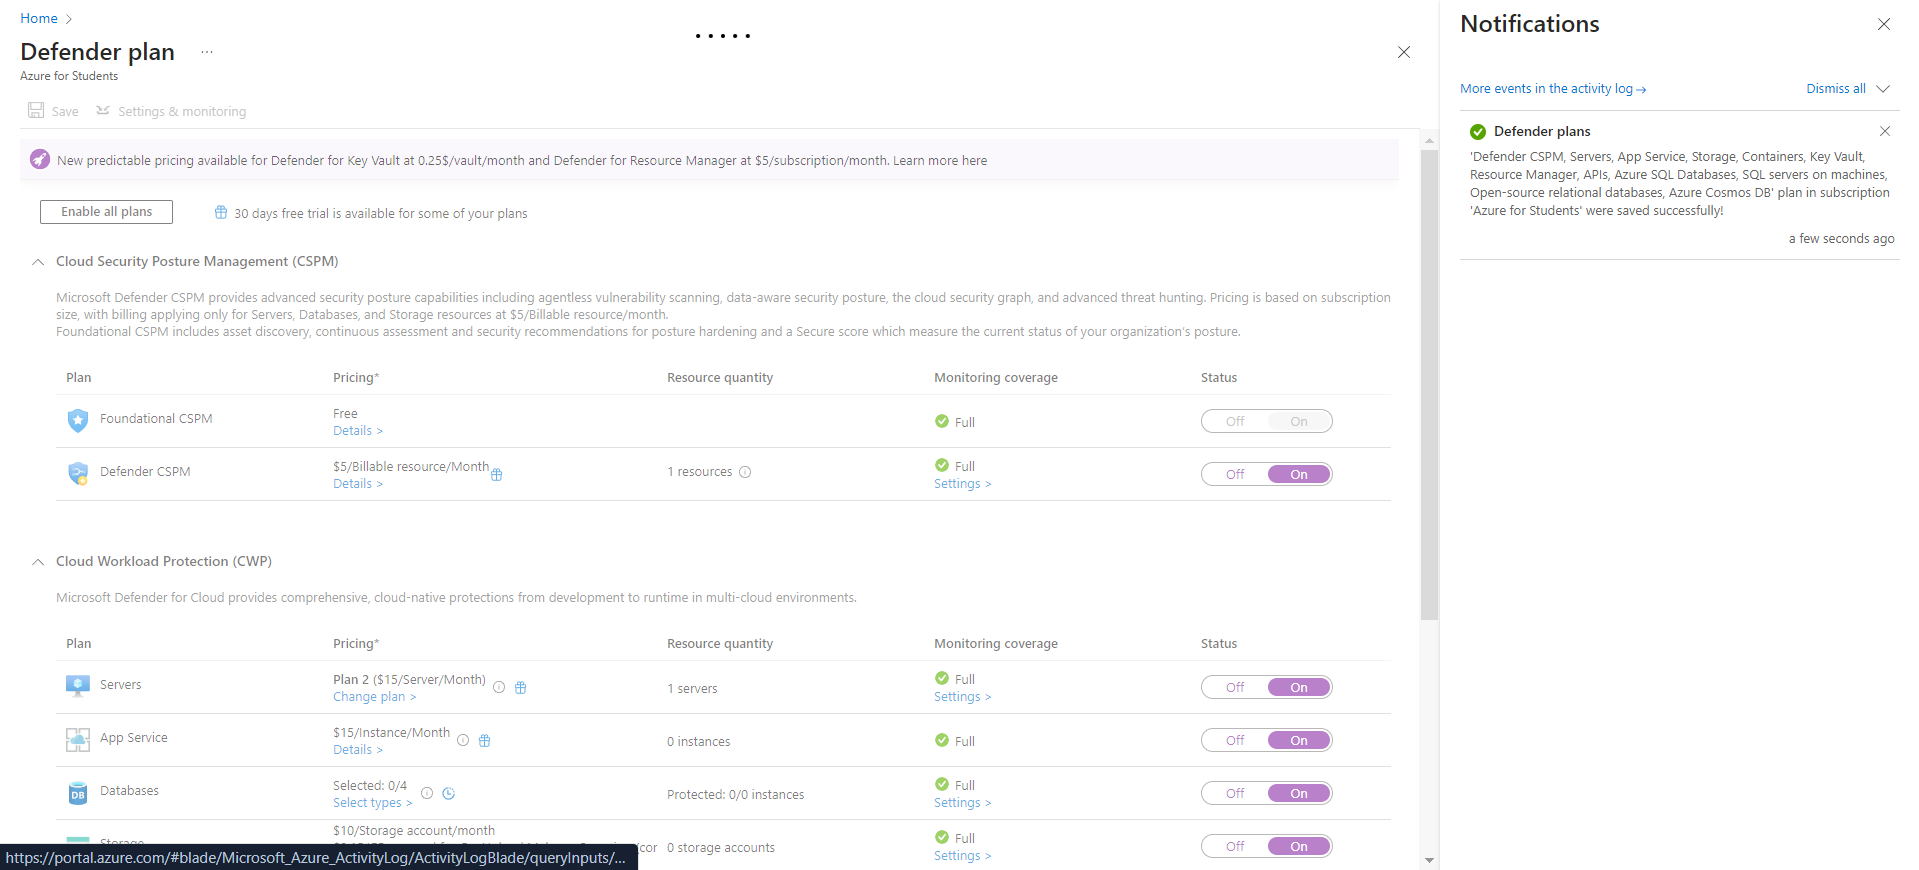 Home
Defender plan
Azure for Students
Save Settings & monitoring
New predictable pricing available for Defender for Key Vault at 0.25$/vault/month and Defender for Resource Manager at $5/subscription/month. Learn more here
Enable all plans 30 days free trial is available for some of your plans
Cloud Security Posture Management (CSPM)
Microsoft Defender CSPM provides advanced security posture capabilities including agentless vulnerability scanning, data-aware security posture, the cloud security graph, and advanced threat hunting. Pricing is based on subscription
size, with billing applying only for Servers, Databases, and Storage resources at $5/Billable resource/month.
Foundational CSPM includes asset discovery, continuous assessment and security recommendations for posture hardening and a Secure score which measure the current status of your organization's posture.
Plan Pricing* Resource quantity Monitoring coverage Status
Foundational CSPM Free Full Off On
Details >
Defender CSPM $5/Billable resource/Month 1 resources Full Off On
Details > Settings >
Cloud Workload Protection (CWP)
Microsoft Defender for Cloud provides comprehensive, cloud-native protections from development to runtime in multi-cloud environments.
Plan Pricing* Resource quantity Monitoring coverage Status
Servers Plan 2 ($15/Server/Month) 1 servers Full Off On
Change plan > Settings >
App Service $15/Instance/Month 0 instances Full Off On
Details >
Databases Selected: 0/4 Protected: 0/0 instances Full Off On
Select types > Settings >
Storage $10/Storage account/month 0 storage accounts Full Off On
Settings >
https://portal.azure.com/#blade/Microsoft_Azure_ActivityLog/ActivityLogBlade/queryInputs/...
Notifications
More events in the activity log → Dismiss all
Defender plans
'Defender CSPM, Servers, App Service, Storage, Containers, Key Vault,
Resource Manager, APIs, Azure SQL Databases, SQL servers on machines,
Open-source relational databases, Azure Cosmos DB' plan in subscription
'Azure for Students' were saved successfully!
a few seconds ago